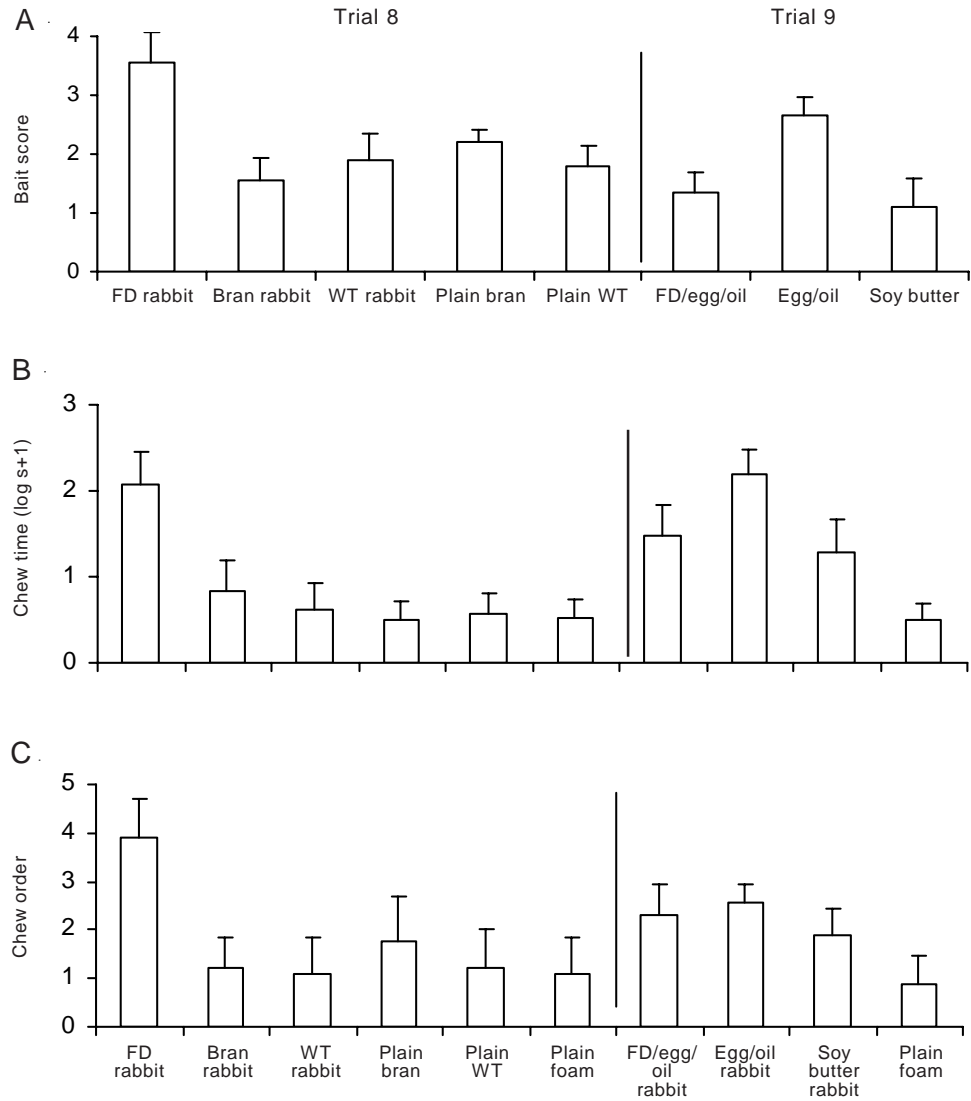 A
Trial 8
Trial 9
4
3
2
1
0
Bait score
FD rabbit
Bran rabbit
WT rabbit
Plain bran
Plain WT
FD/egg/oil
Egg/oil
Soy butter
B
3
2
1
0
Chew time (log s+1)
C
5
4
3
2
1
0
Chew order
FD
rabbit
Bran
rabbit
WT
rabbit
Plain
bran
Plain
WT
Plain
foam
FD/egg/
oil
rabbit
Egg/oil
rabbit
Soy
butter
rabbit
Plain
foam